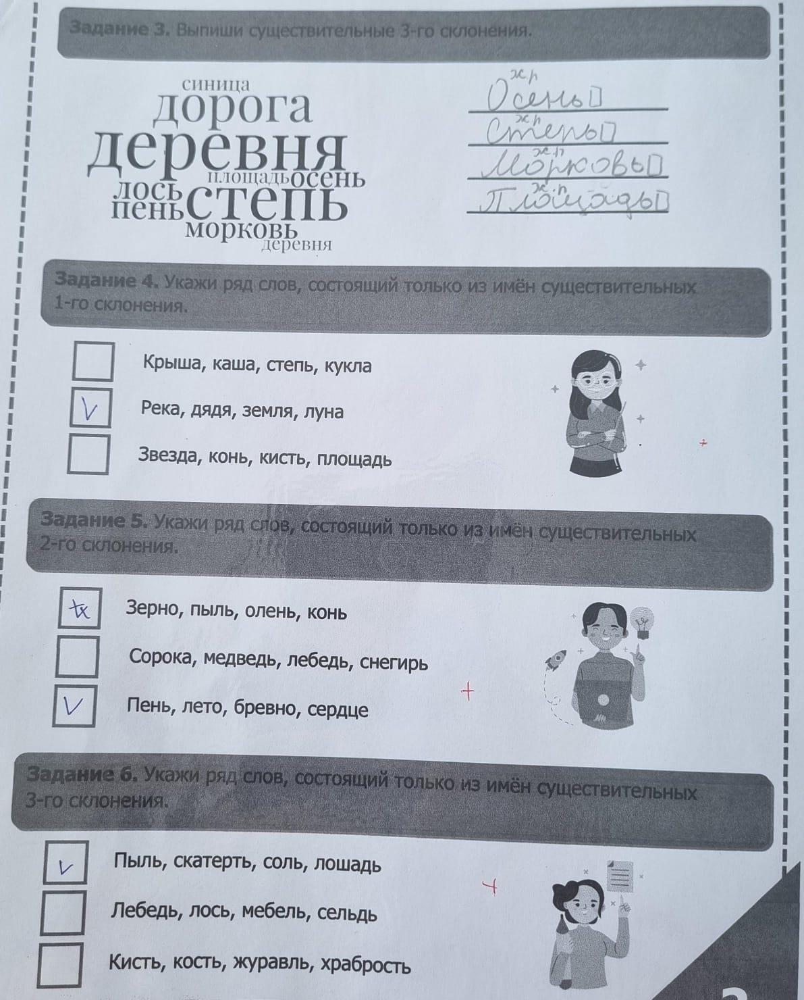 Задание 3. Выпиши существительные 3-го склонения.
синица
дорога
деревня
площадь осень
лось
пень степь
морковь
деревня
ж.р
Осень
ж.р
Степь
ж.р
Морковь
ж.р
Площадь
Задание 4. Укажи ряд слов, состоящий только из имён существительных
1-го склонения.
Крыша, каша, степь, кукла
V Река, дядя, земля, луна
Звезда, конь, кисть, площадь
+
Задание 5. Укажи ряд слов, состоящий только из имён существительных
2-го склонения.
Зерно, пыль, олень, конь
Сорока, медведь, лебедь, снегирь
V Пень, лето, бревно, сердце
+
Задание 6. Укажи ряд слов, состоящий только из имён существительных
3-го склонения.
V Пыль, скатерть, соль, лошадь
+
Лебедь, лось, мебель, сельдь
Кисть, кость, журавль, храбрость